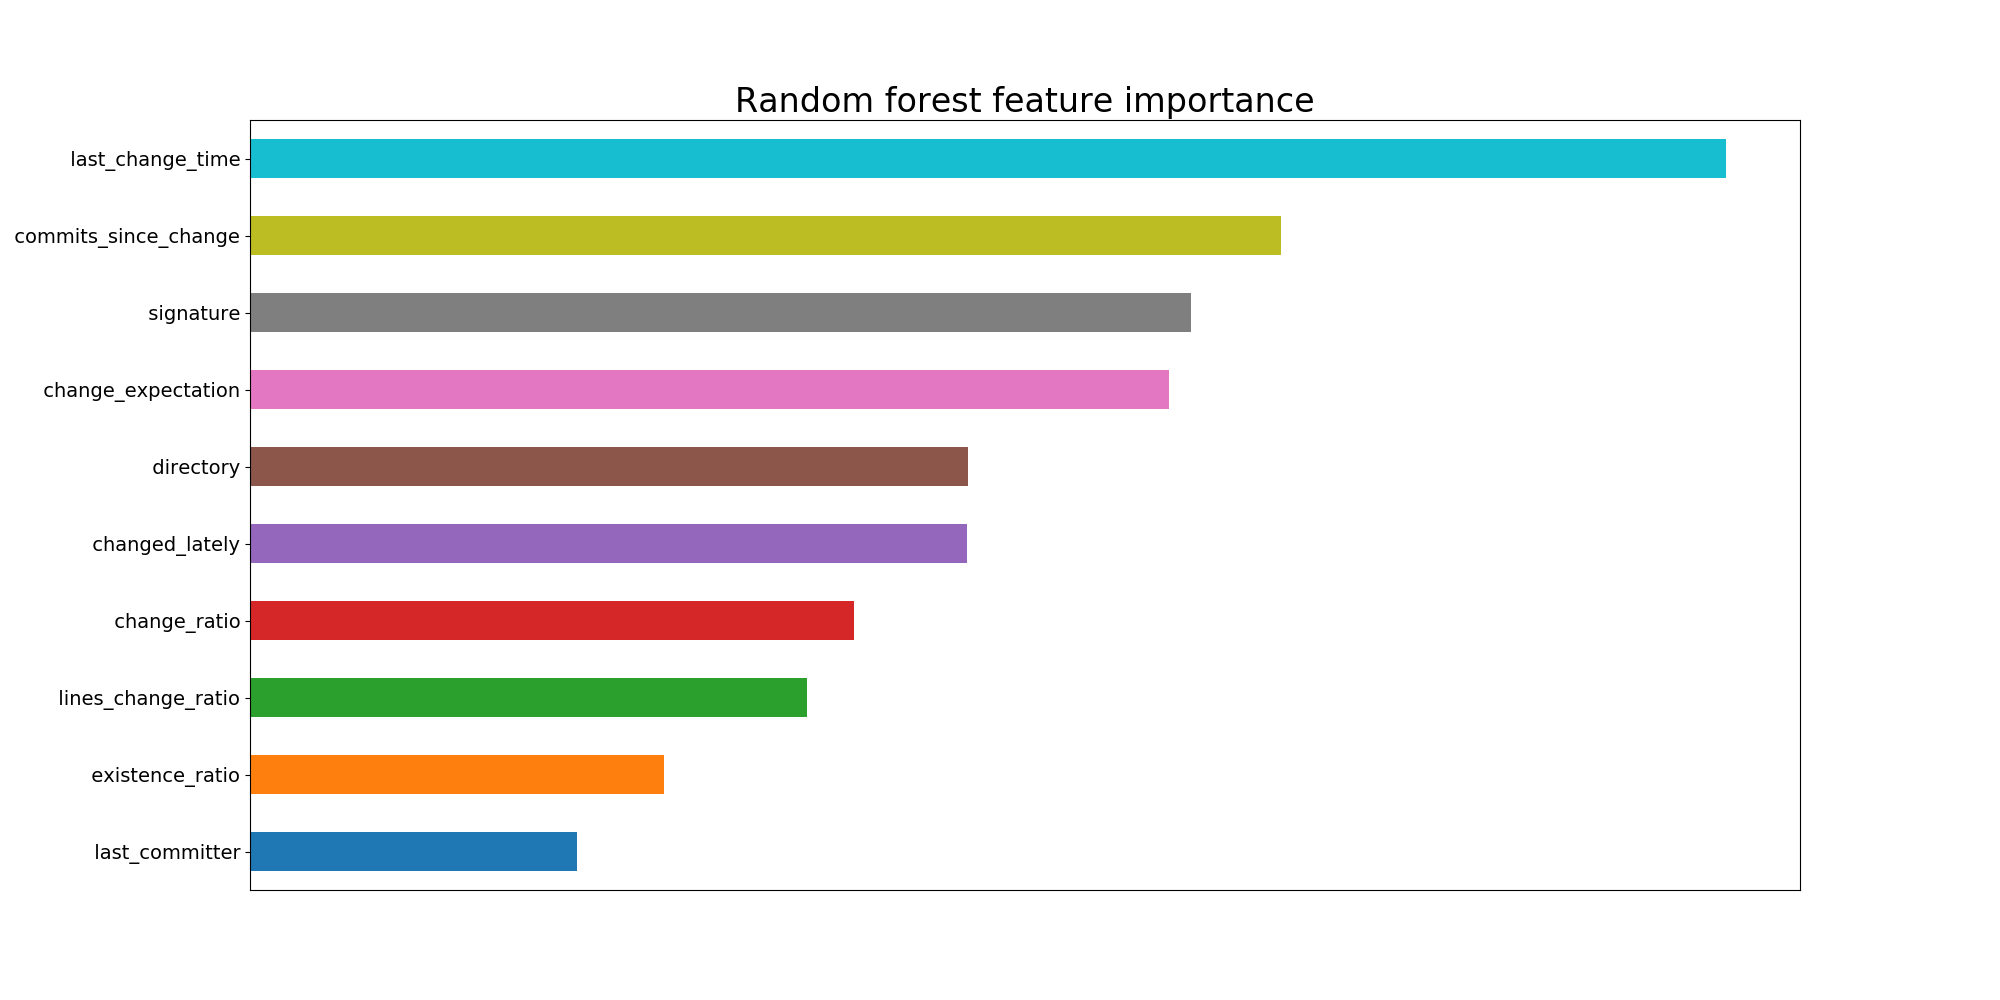 Random forest feature importance
last_change_time
commits_since_change
signature
change_expectation
directory
changed_lately
change_ratio
lines_change_ratio
existence_ratio
last_committer